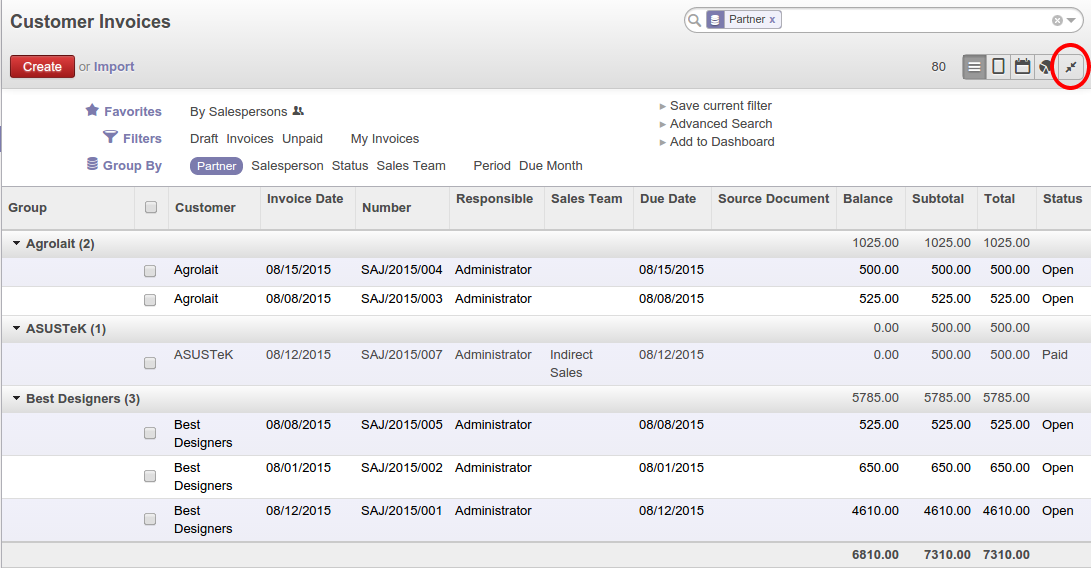 Customer Invoices
Partner x
Create or Import
80
Favorites By Salespersons
Save current filter
Filters Draft Invoices Unpaid My Invoices
Advanced Search
Add to Dashboard
Group By Partner Salesperson Status Sales Team Period Due Month
Group Customer Invoice Date Number Responsible Sales Team Due Date Source Document Balance Subtotal Total Status
Agrolait (2) 1025.00 1025.00 1025.00
Agrolait 08/15/2015 SAJ/2015/004 Administrator 08/15/2015 500.00 500.00 500.00 Open
Agrolait 08/08/2015 SAJ/2015/003 Administrator 08/08/2015 525.00 525.00 525.00 Open
ASUSTeK (1) 0.00 500.00 500.00
ASUSTeK 08/12/2015 SAJ/2015/007 Administrator Indirect 08/12/2015 0.00 500.00 500.00 Paid
Sales
Best Designers (3) 5785.00 5785.00 5785.00
Best 08/08/2015 SAJ/2015/005 Administrator 08/08/2015 525.00 525.00 525.00 Open
Designers
Best 08/01/2015 SAJ/2015/002 Administrator 08/01/2015 650.00 650.00 650.00 Open
Designers
Best 08/12/2015 SAJ/2015/001 Administrator 08/12/2015 4610.00 4610.00 4610.00 Open
Designers
6810.00 7310.00 7310.00